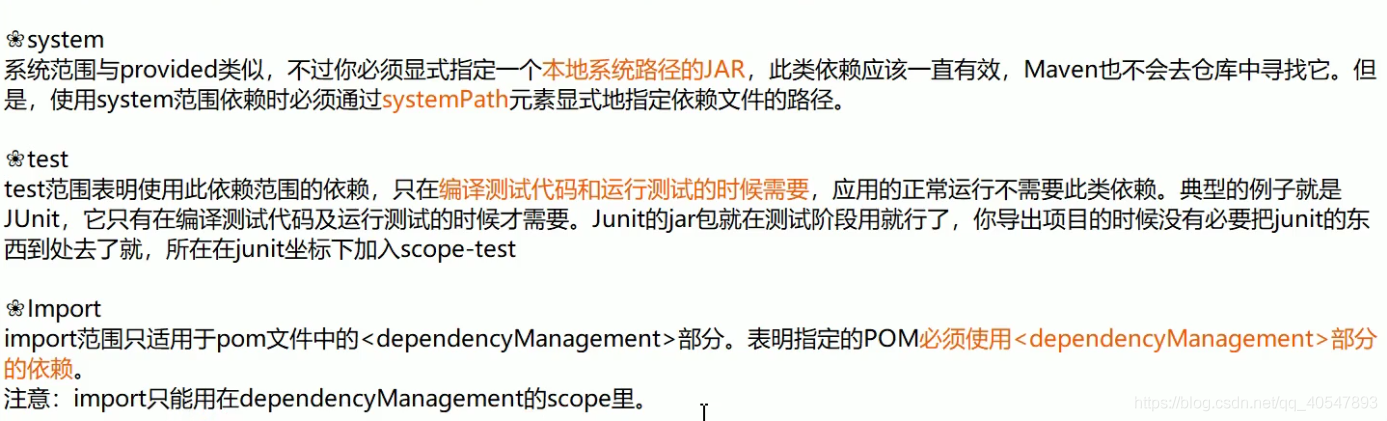 ❀system
系统范围与provided类似，不过你必须显式指定一个本地系统路径的JAR，此类依赖应该一直有效，Maven也不会去仓库中寻找它。但
是，使用system范围依赖时必须通过systemPath元素显式地指定依赖文件的路径。
❀test
test范围表明使用此依赖范围的依赖，只在编译测试代码和运行测试的时候需要，应用的正常运行不需要此类依赖。典型的例子就是
JUnit，它只有在编译测试代码及运行测试的时候才需要。Junit的jar包就在测试阶段用就行了，你导出项目的时候没有必要把junit的东
西到处去了就，所在在junit坐标下加入scope-test
❀Import
import范围只适用于pom文件中的<dependencyManagement>部分。表明指定的POM必须使用<dependencyManagement>部分
的依赖。
注意：import只能用在dependencyManagement的scope里。
https://blog.csdn.net/qq_40547893